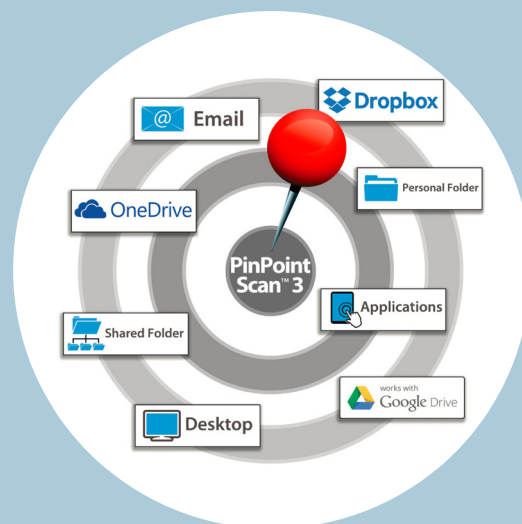 Dropbox
Email
Personal Folder
OneDrive
PinPoint
Scan™ 3
Applications
Shared Folder
works with
Google Drive
Desktop